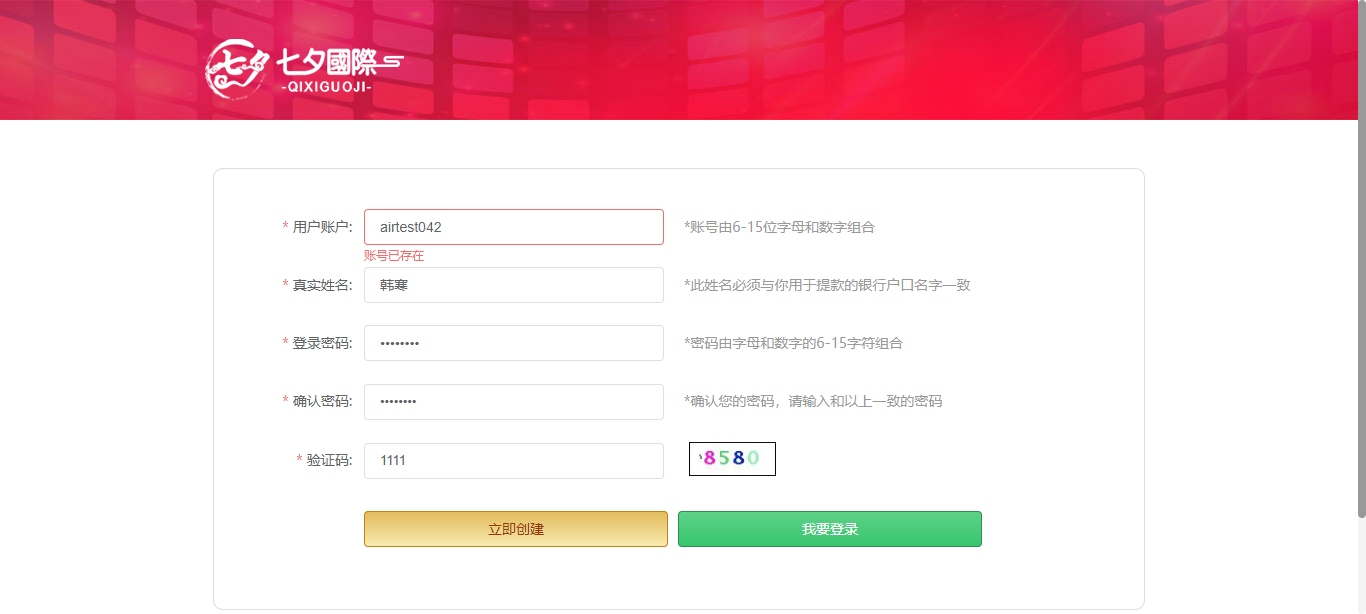 七夕 七夕國際
-QIXIGUOJI-
* 用户账户: airtest042 *账号由6-15位字母和数字组合
账号已存在
* 真实姓名: 韩寒 *此姓名必须与你用于提款的银行户口名字一致
* 登录密码: •••••••• *密码由字母和数字的6-15字符组合
* 确认密码: •••••••• *确认您的密码，请输入和以上一致的密码
* 验证码: 1111 8580
立即创建 我要登录